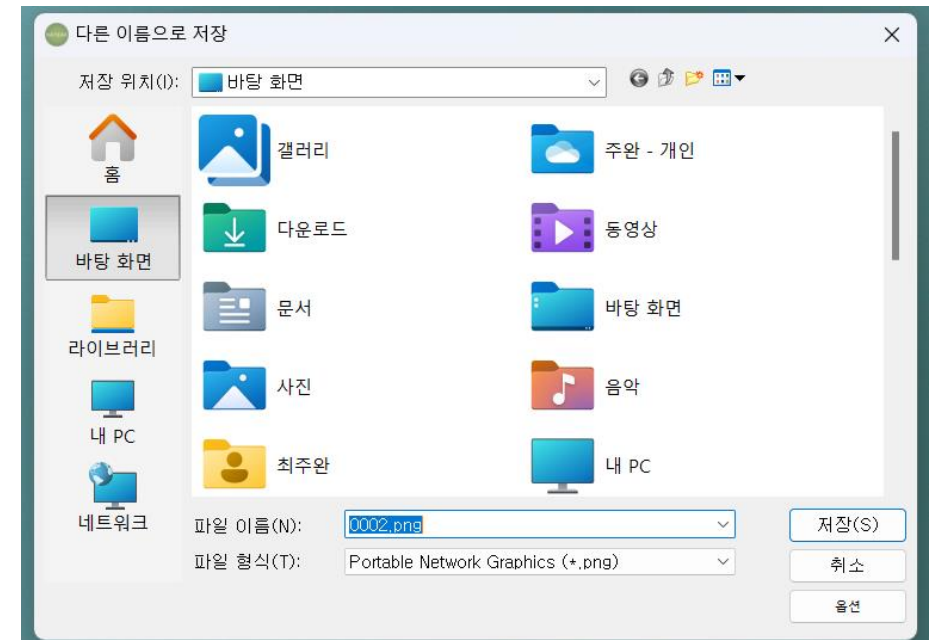 다른 이름으로 저장
저장 위치(I): 바탕 화면
홈
바탕 화면
라이브러리
내 PC
네트워크
갤러리 주완 - 개인
다운로드 동영상
문서 바탕 화면
사진 음악
최주완 내 PC
파일 이름(N): 0002.png 저장(S)
파일 형식(T): Portable Network Graphics (*.png) 취소
옵션